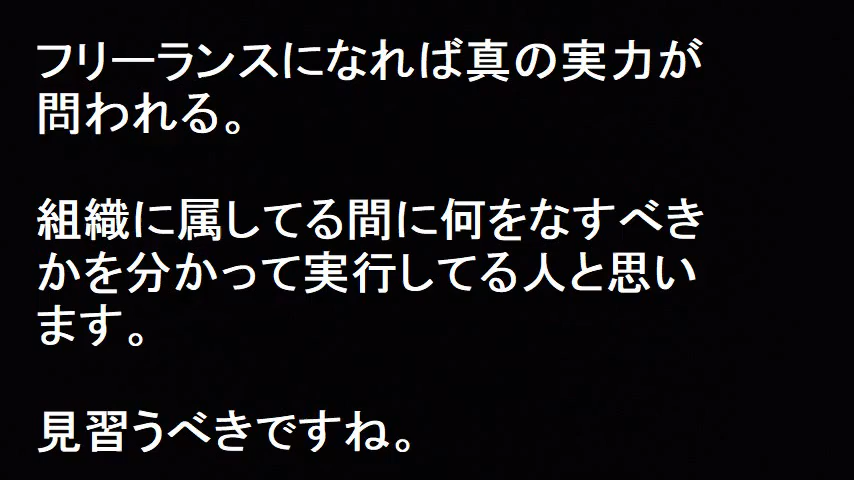 フリーランスになれば真の実力が
問われる。
組織に属してる間に何をなすべき
かを分かって実行してる人と思い
ます。
見習うべきですね。